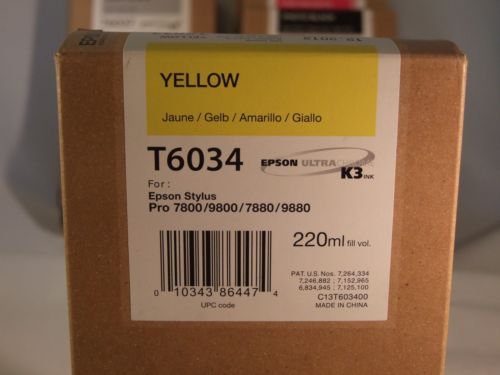 YELLOW
Jaune / Gelb / Amarillo / Giallo
T6034
EPSON ULTRACHROME
K3 INK
For :
Epson Stylus
Pro 7800/9800/7880/9880
220ml fill vol.
PAT. U.S. Nos. 7,264,334
7,246,882 ; 7,152,965
6,834,945 ; 7,125,100
C13T603400
MADE IN CHINA
0 10343 86447 4
UPC code